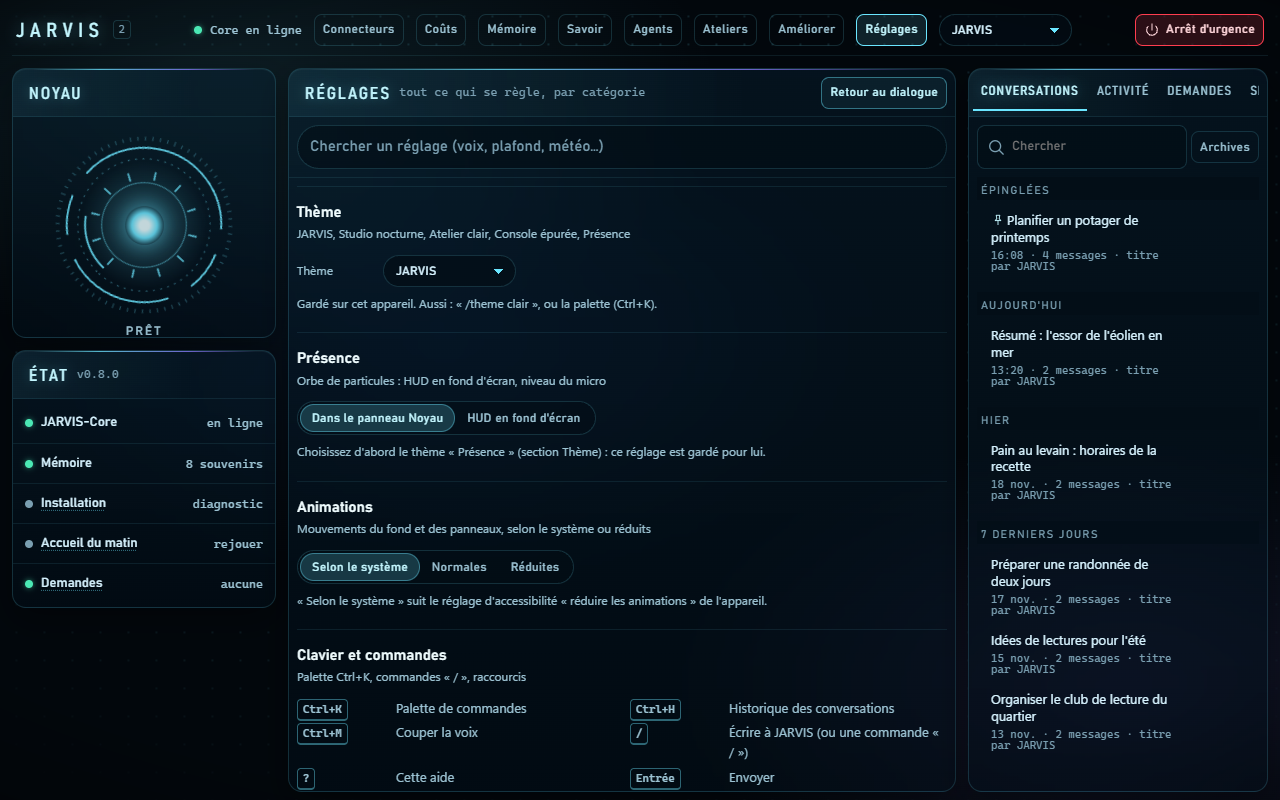 JARVIS 2
Core en ligne
Connecteurs
Coûts
Mémoire
Savoir
Agents
Ateliers
Améliorer
Réglages
JARVIS
Arrêt d'urgence
NOYAU
PRÊT
ÉTAT v0.8.0
JARVIS-Core en ligne
Mémoire 8 souvenirs
Installation diagnostic
Accueil du matin rejouer
Demandes aucune
RÉGLAGES tout ce qui se règle, par catégorie
Retour au dialogue
Chercher un réglage (voix, plafond, météo…)
Thème
JARVIS, Studio nocturne, Atelier clair, Console épurée, Présence
Thème JARVIS
Gardé sur cet appareil. Aussi : « /theme clair », ou la palette (Ctrl+K).
Présence
Orbe de particules : HUD en fond d'écran, niveau du micro
Dans le panneau Noyau HUD en fond d'écran
Choisissez d'abord le thème « Présence » (section Thème) : ce réglage est gardé pour lui.
Animations
Mouvements du fond et des panneaux, selon le système ou réduits
Selon le système Normales Réduites
« Selon le système » suit le réglage d'accessibilité « réduire les animations » de l'appareil.
Clavier et commandes
Palette Ctrl+K, commandes « / », raccourcis
Ctrl+K Palette de commandes Ctrl+H Historique des conversations
Ctrl+M Couper la voix / Écrire à JARVIS (ou une commande «
/ »)
? Cette aide Entrée Envoyer
CONVERSATIONS ACTIVITÉ DEMANDES
Chercher
Archives
ÉPINGLÉES
Planifier un potager de
printemps
16:08 · 4 messages · titre
par JARVIS
AUJOURD'HUI
Résumé : l'essor de l'éolien en
mer
13:20 · 2 messages · titre
par JARVIS
HIER
Pain au levain : horaires de la
recette
18 nov. · 2 messages · titre
par JARVIS
7 DERNIERS JOURS
Préparer une randonnée de
deux jours
17 nov. · 2 messages · titre
par JARVIS
Idées de lectures pour l'été
15 nov. · 2 messages · titre
par JARVIS
Organiser le club de lecture du
quartier
13 nov. · 2 messages · titre
par JARVIS